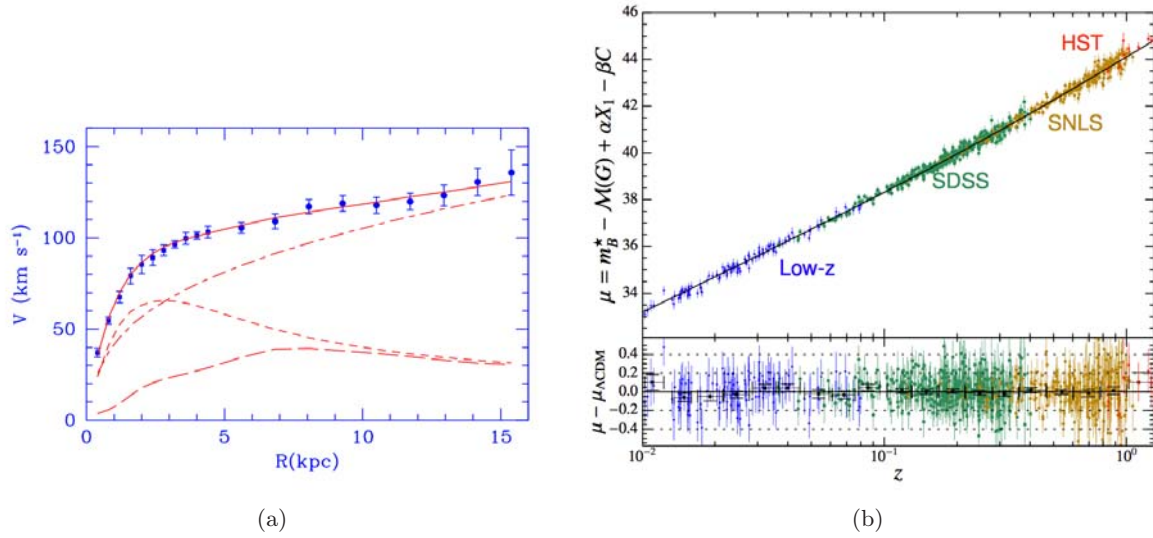 150
100
50
0
V (km s⁻¹)
0
5
10
15
R(kpc)
(a)
46
44
42
40
38
36
34
μ = m*_B − M(G) + αX₁ − βC
HST
SNLS
SDSS
Low-z
0.4
0.2
0.0
−0.2
−0.4
μ − μ_ΛCDM
10⁻²
10⁻¹
10⁰
z
(b)